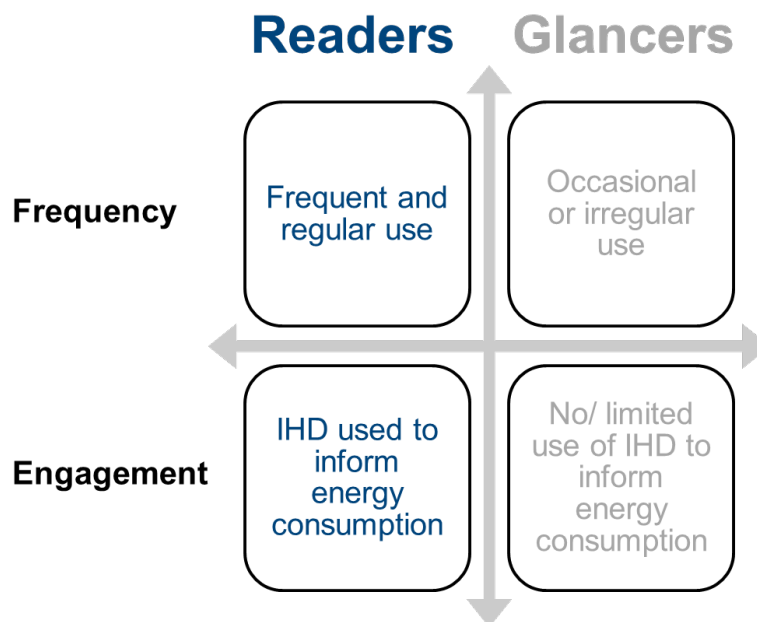 Readers
Glancers
Frequency
Frequent and
regular use
Occasional
or irregular
use
Engagement
IHD used to
inform
energy
consumption
No/ limited
use of IHD to
inform
energy
consumption